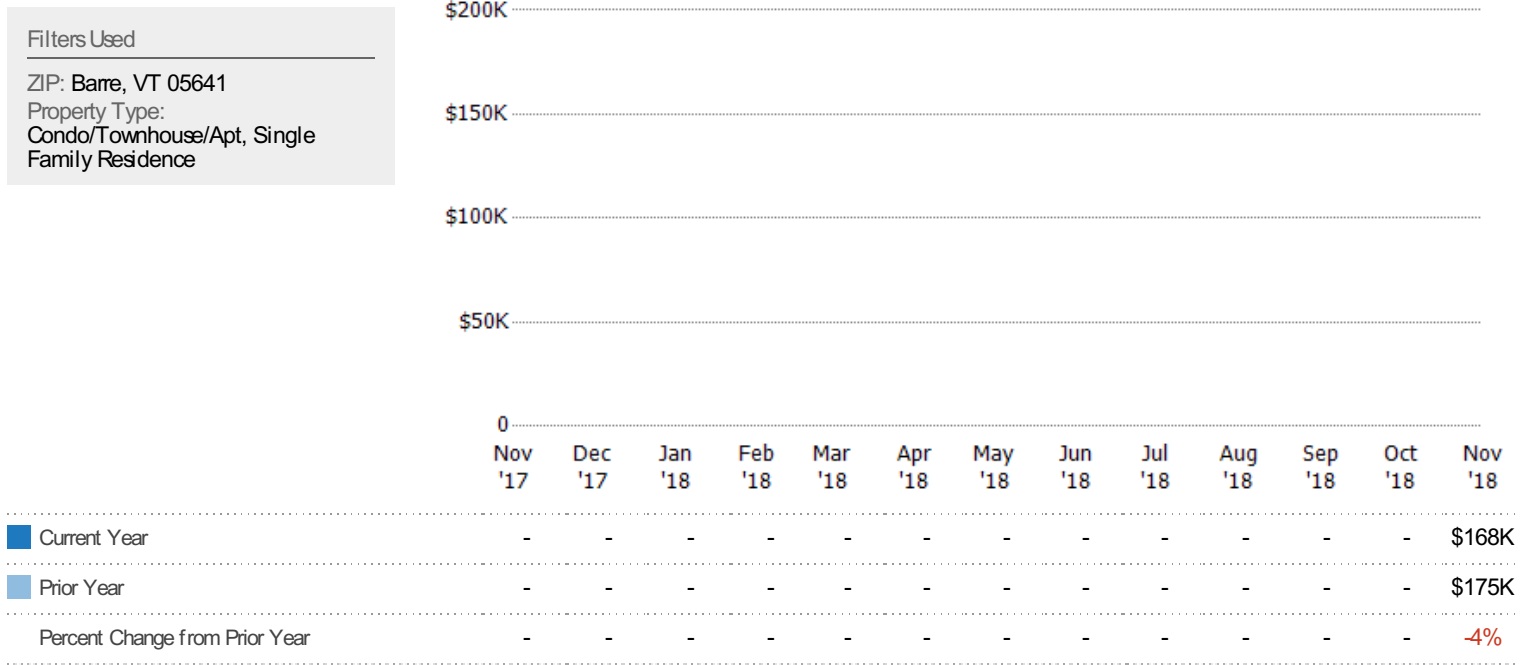 Filters Used
ZIP: Barre, VT 05641
Property Type:
Condo/Townhouse/Apt, Single
Family Residence
$200K
$150K
$100K
$50K
0
Nov Dec Jan Feb Mar Apr May Jun Jul Aug Sep Oct Nov
'17 '17 '18 '18 '18 '18 '18 '18 '18 '18 '18 '18 '18
Current Year - - - - - - - - - - - - $168K
Prior Year - - - - - - - - - - - - $175K
Percent Change from Prior Year - - - - - - - - - - - - -4%